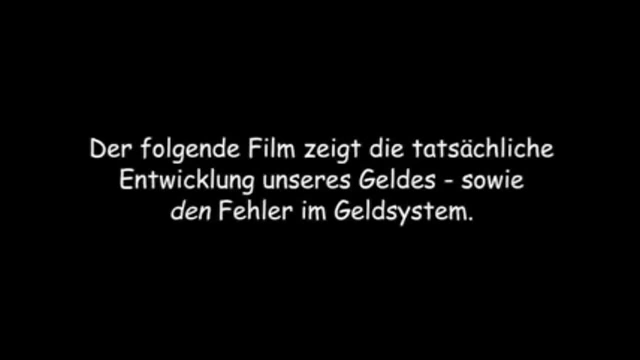 Der folgende Film zeigt die tatsächliche
Entwicklung unseres Geldes - sowie
den Fehler im Geldsystem.